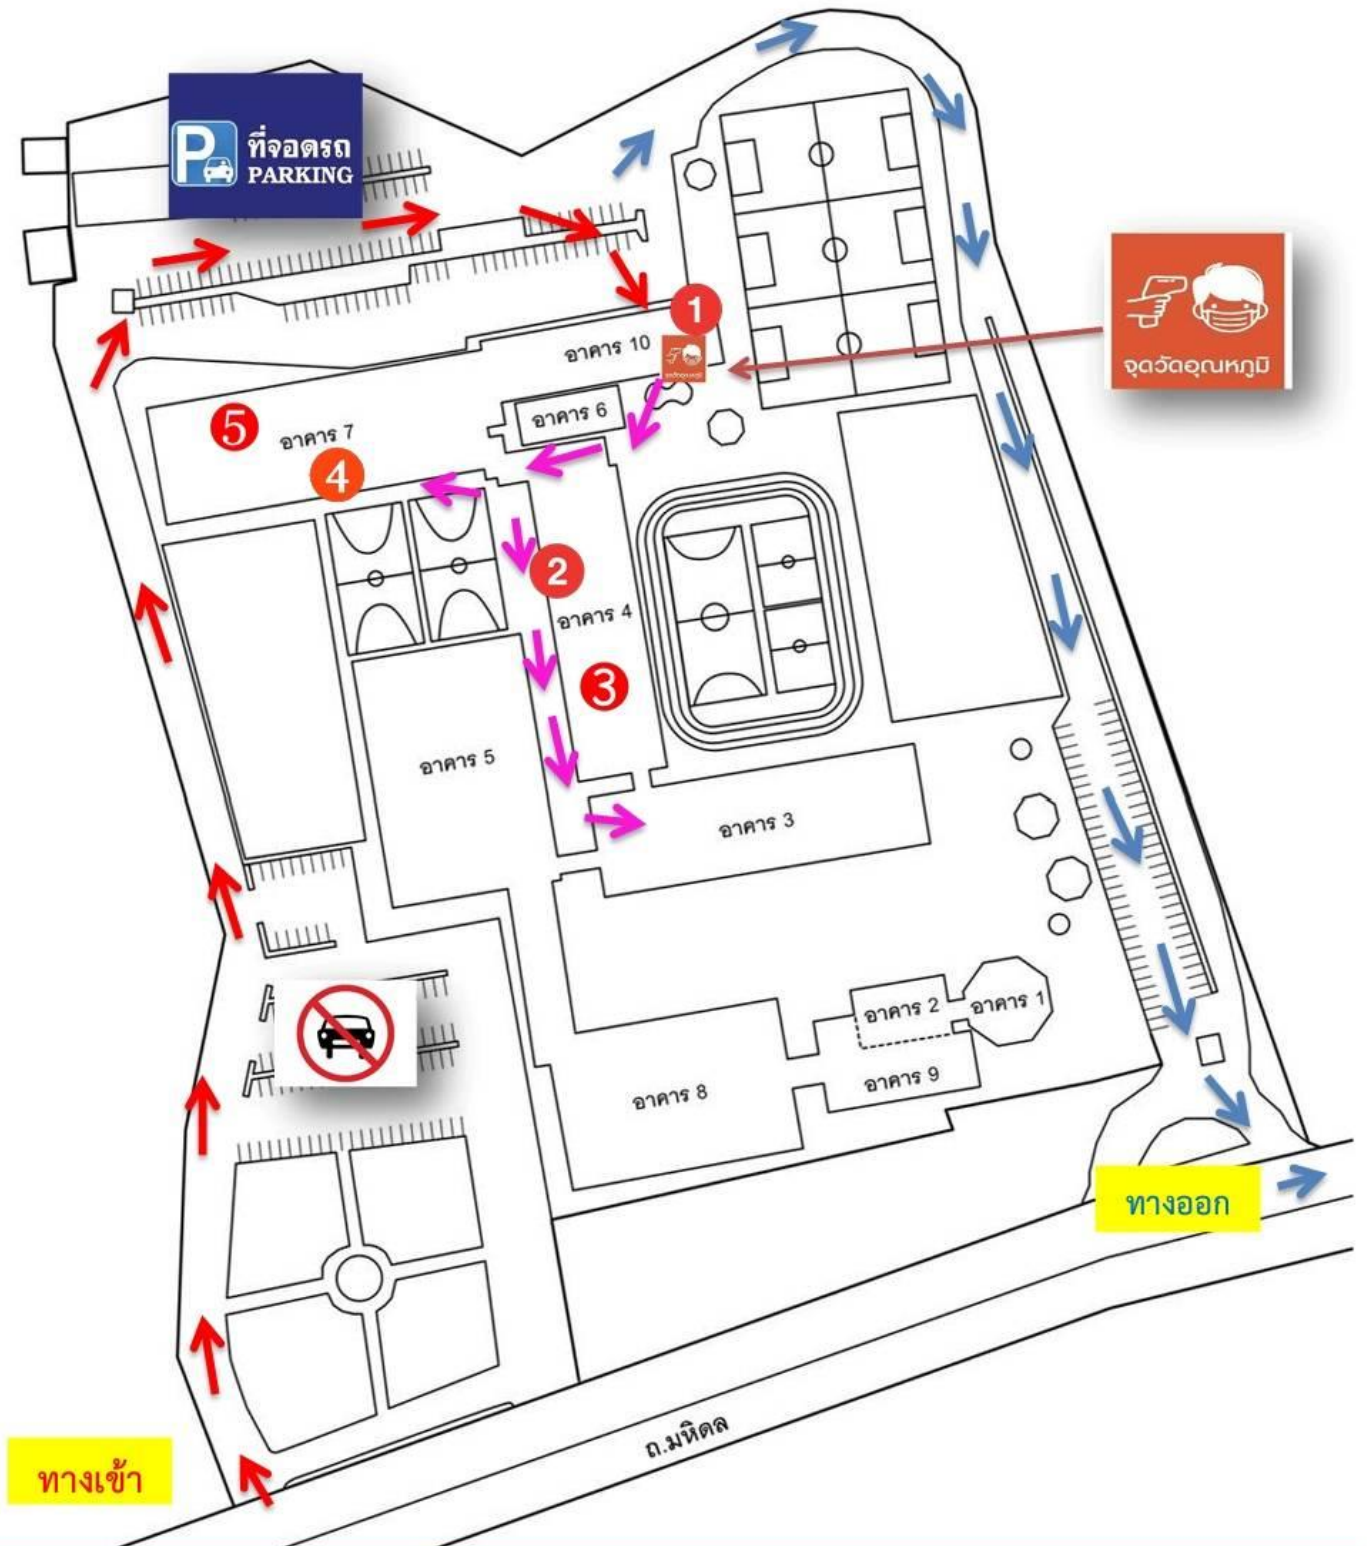 ที่จอดรถ
PARKING
P
1
อาคาร 10
จุดวัดอุณหภูมิ
5
อาคาร 7
อาคาร 6
4
2
อาคาร 4
3
อาคาร 5
อาคาร 3
อาคาร 2
อาคาร 1
อาคาร 9
อาคาร 8
ทางออก
ถ.มหิดล
ทางเข้า